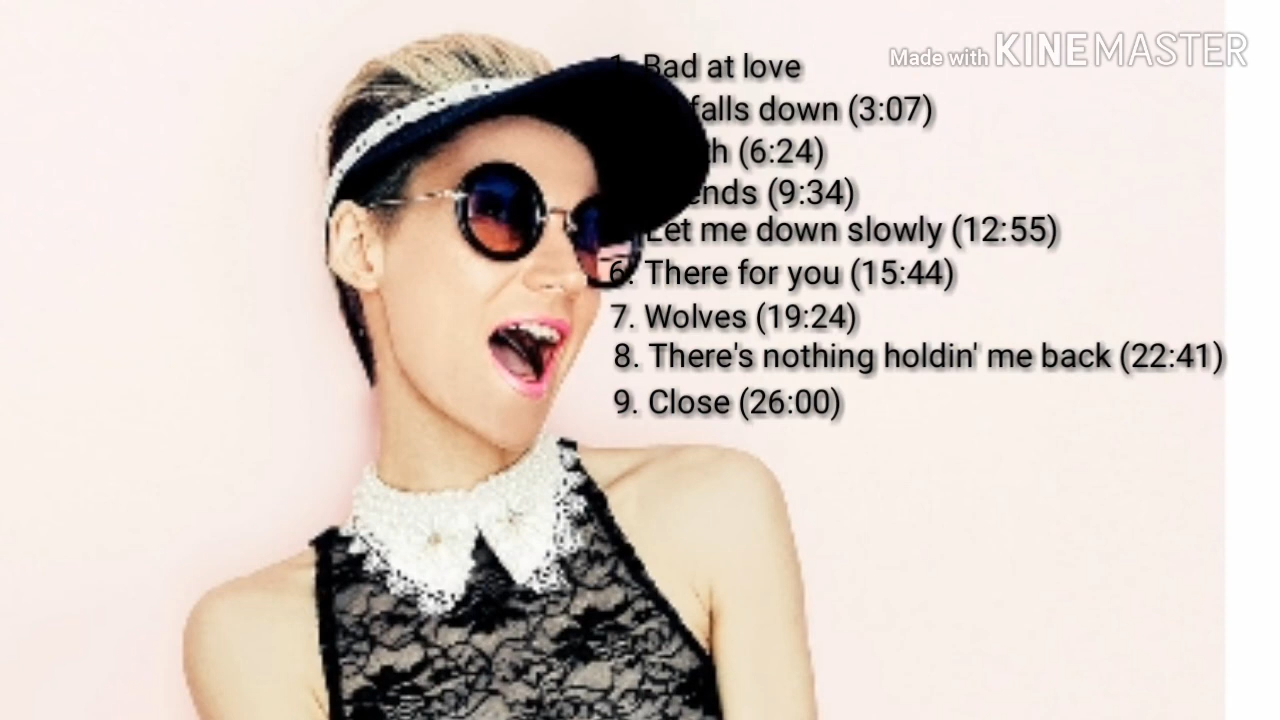 Made with KINEMASTER
1. Bad at love
falls down (3:07)
(6:24)
(9:34)
Let me down slowly (12:55)
6. There for you (15:44)
7. Wolves (19:24)
8. There's nothing holdin' me back (22:41)
9. Close (26:00)